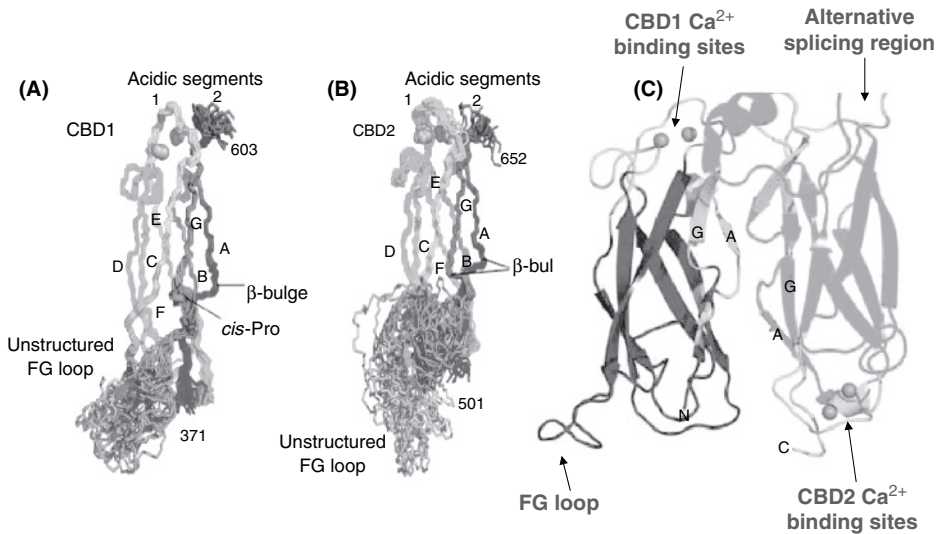 (A)
Acidic segments
1
2
CBD1
603
E
G
D
C
A
B
F
β-bulge
cis-Pro
Unstructured
FG loop
371
(B)
Acidic segments
1
2
CBD2
652
E
G
D
C
A
F
B
β-bul
501
Unstructured
FG loop
(C)
CBD1 Ca2+
binding sites
Alternative
splicing region
G
A
G
A
N
C
FG loop
CBD2 Ca2+
binding sites